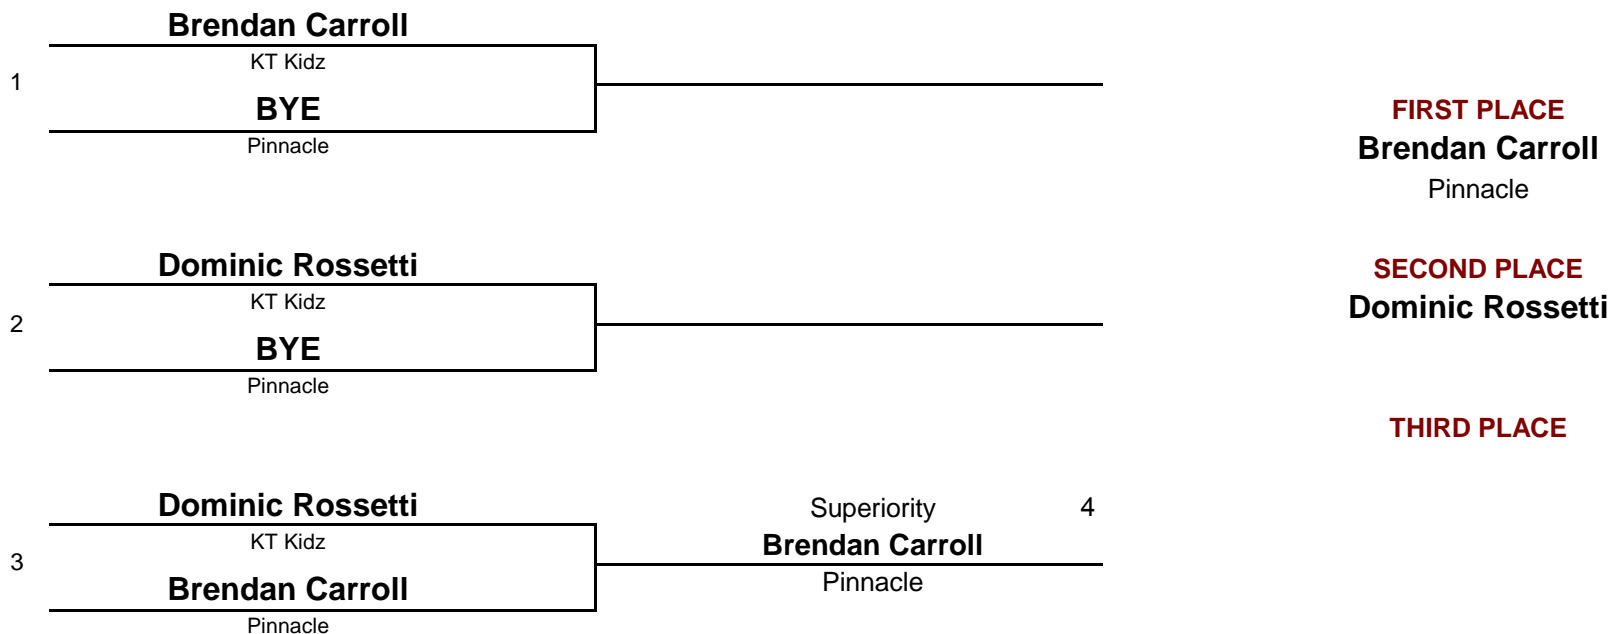 Brendan Carroll
KT Kidz
1
BYE
Pinnacle
FIRST PLACE
Brendan Carroll
Pinnacle
Dominic Rossetti
KT Kidz
2
BYE
Pinnacle
SECOND PLACE
Dominic Rossetti
THIRD PLACE
Dominic Rossetti
KT Kidz
3
Brendan Carroll
Pinnacle
Superiority 4
Brendan Carroll
Pinnacle